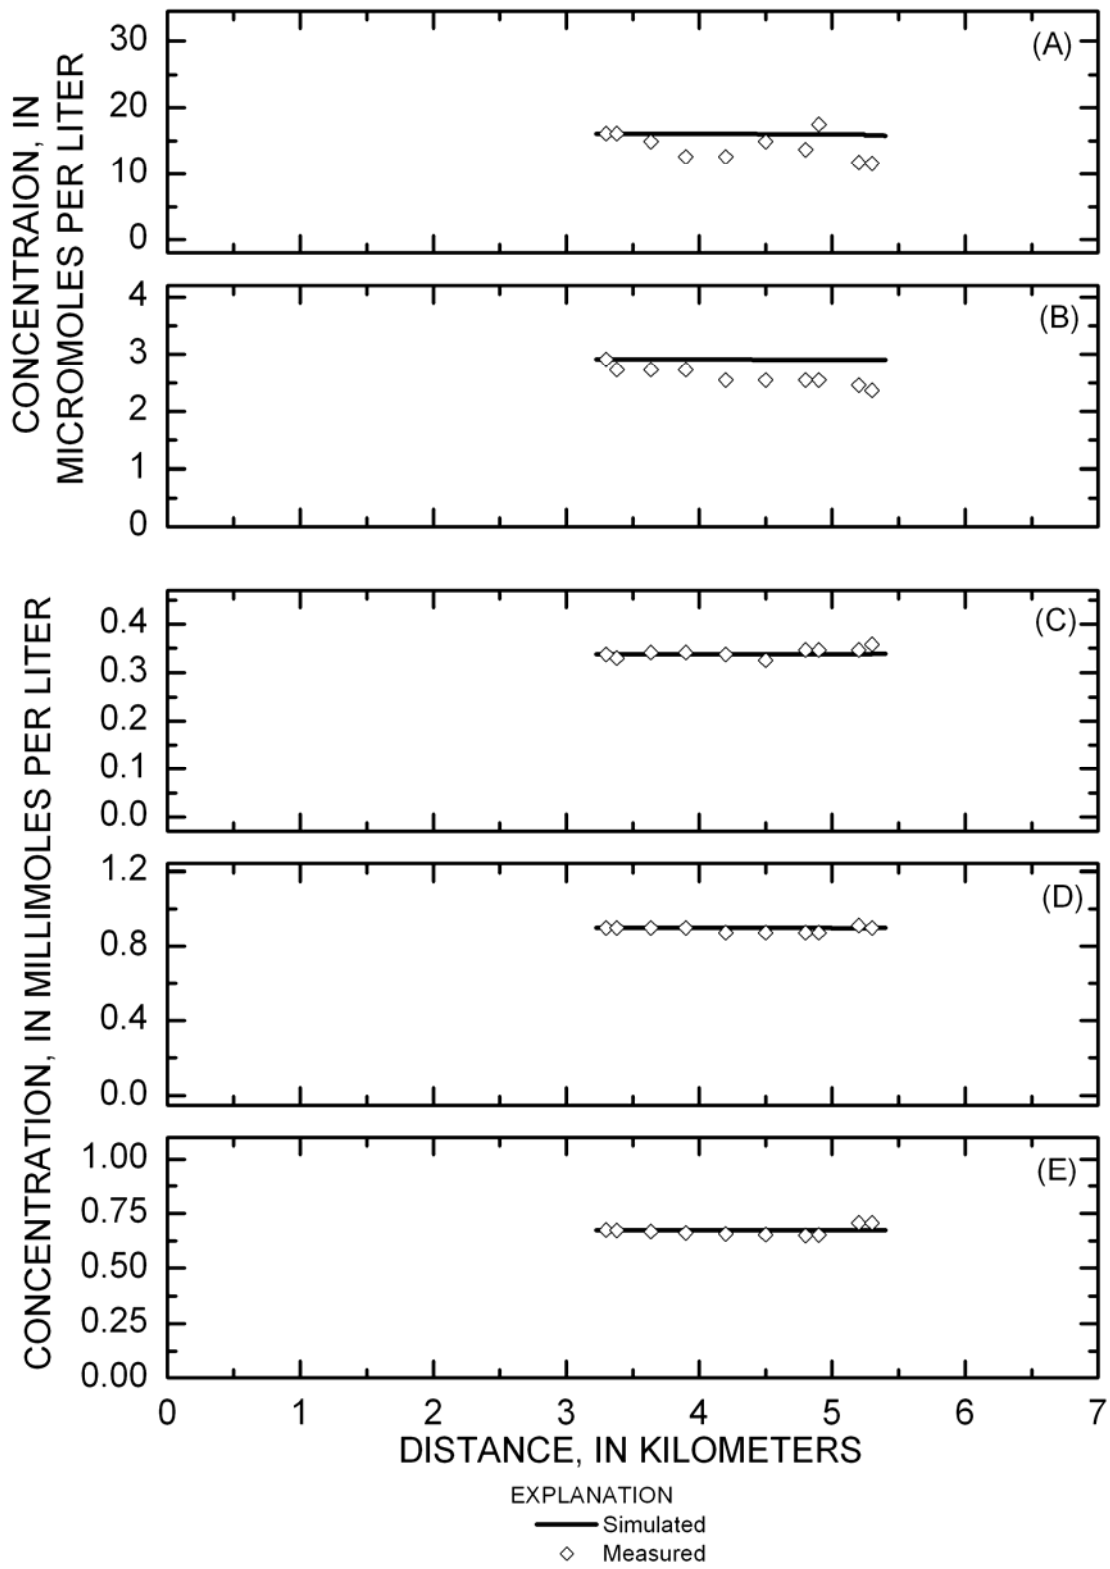 CONCENTRAION, IN
MICROMOLES PER LITER
30
20
10
0
(A)
4
3
2
1
0
(B)
CONCENTRATION, IN MILLIMOLES PER LITER
0.4
0.3
0.2
0.1
0.0
(C)
1.2
0.8
0.4
0.0
(D)
1.00
0.75
0.50
0.25
0.00
(E)
0 1 2 3 4 5 6 7
DISTANCE, IN KILOMETERS
EXPLANATION
Simulated
Measured